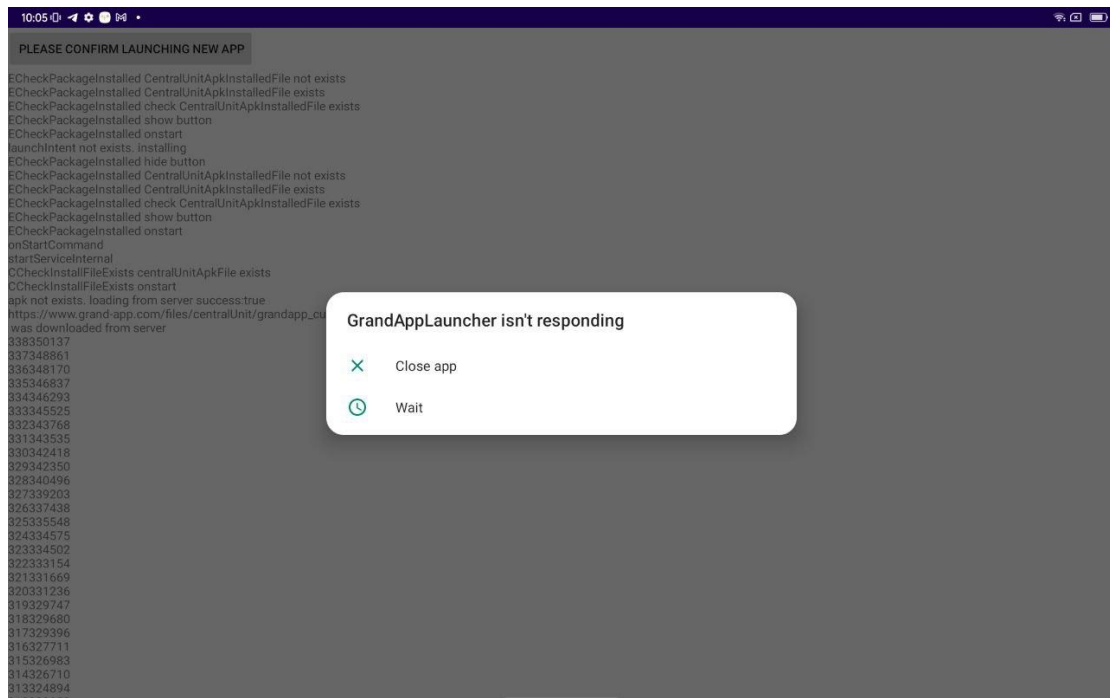 10:05
PLEASE CONFIRM LAUNCHING NEW APP
ECheckPackageInstalled CentralUnitApkInstalledFile not exists
ECheckPackageInstalled CentralUnitApkInstalledFile exists
ECheckPackageInstalled check CentralUnitApkInstalledFile exists
ECheckPackageInstalled show button
ECheckPackageInstalled onstart
launchIntent not exists. installing
ECheckPackageInstalled hide button
ECheckPackageInstalled CentralUnitApkInstalledFile not exists
ECheckPackageInstalled CentralUnitApkInstalledFile exists
ECheckPackageInstalled check CentralUnitApkInstalledFile exists
ECheckPackageInstalled show button
ECheckPackageInstalled onstart
onStartCommand
startServiceInternal
CCheckInstallFileExists centralUnitApkFile exists
CCheckInstallFileExists onstart
apk not exists. loading from server success:true
https://www.grand-app.com/files/centralUnit/grandapp_cu
was downloaded from server
338350137
337348861
336348170
335346837
334346293
333345525
332343768
331343535
330342418
329342350
328340496
327339203
326337438
325335548
324334575
323334502
322333154
321331669
320331236
319329747
318329680
317329396
316327711
315326983
314326710
313324894
GrandAppLauncher isn't responding
Close app
Wait